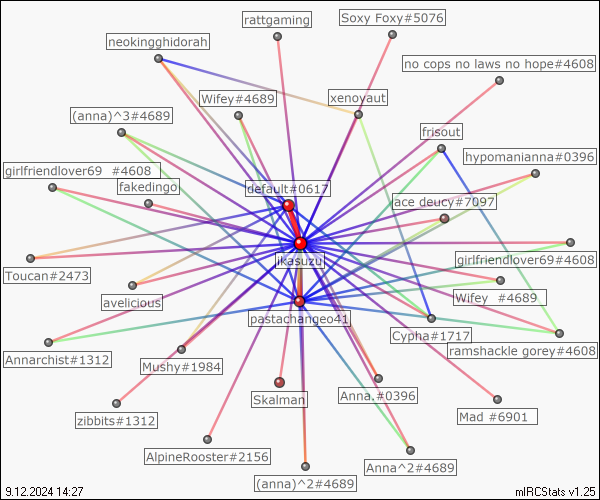 rattgaming
Soxy Foxy#5076
neokingghidorah
no cops no laws no hope#4608
Wifey#4689
xenoyaut
(anna)^3#4689
frisout
hypomanianna#0396
girlfriendlover69 #4608
fakedingo
default#0617
ace deucy#7097
jkasuzu
girlfriendlover69#4608
Toucan#2473
Wifey #4689
avelicious
pastachangeo41
Cypha#1717
ramshackle gorey#4608
Annarchist#1312
Mushy#1984
Skalman
Anna.#0396
zibbits#1312
Mad #6901
AlpineRooster#2156
Anna^2#4689
(anna)^2#4689
9.12.2024 14:27
mIRCStats v1.25